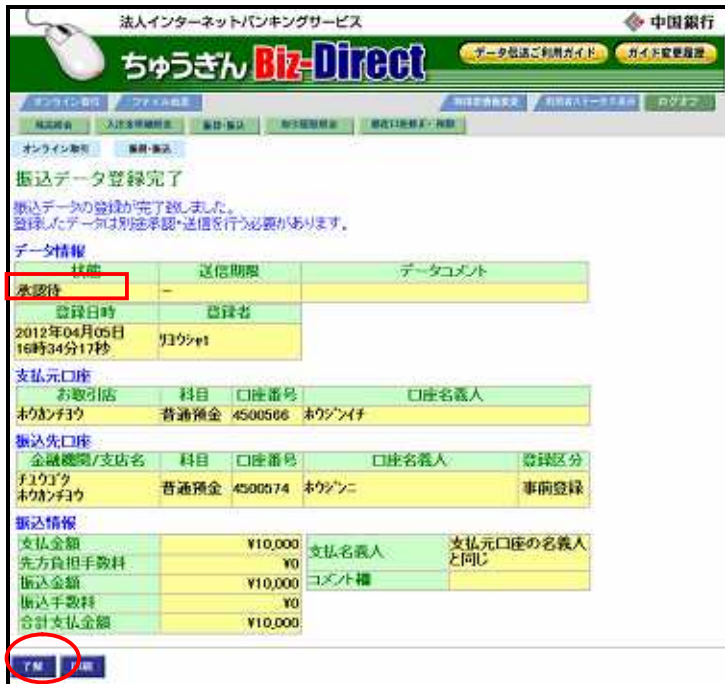 法人インターネットバンキングサービス
中国銀行
ちゅうぎん Biz-Direct
データ伝送ご利用ガイド ガイド変更履歴
オンライン取引
ログオフ
振替・振込
オンライン取引 振替・振込
振込データ登録完了
振込データの登録が完了致しました。
登録したデータは別途承認・送信を行う必要があります。
データ情報
状態 送信期限 データコメント
承認待 −
登録日時 登録者
2012年04月05日
16時34分17秒 リヨウシャ1
支払元口座
お取引店 科目 口座番号 口座名義人
ホウカンチヨウ 普通預金 4500566 ホウジンイチ
振込先口座
金融機関/支店名 科目 口座番号 口座名義人 登録区分
チユウゴク
ホウカンチヨウ 普通預金 4500574 ホウジンニ 事前登録
振込情報
支払金額 ¥10,000
先方負担手数料 ¥0
振込金額 ¥10,000
振込手数料 ¥0
合計支払金額 ¥10,000
支払名義人 支払元口座の名義人
と同じ
コメント欄
了解 印刷